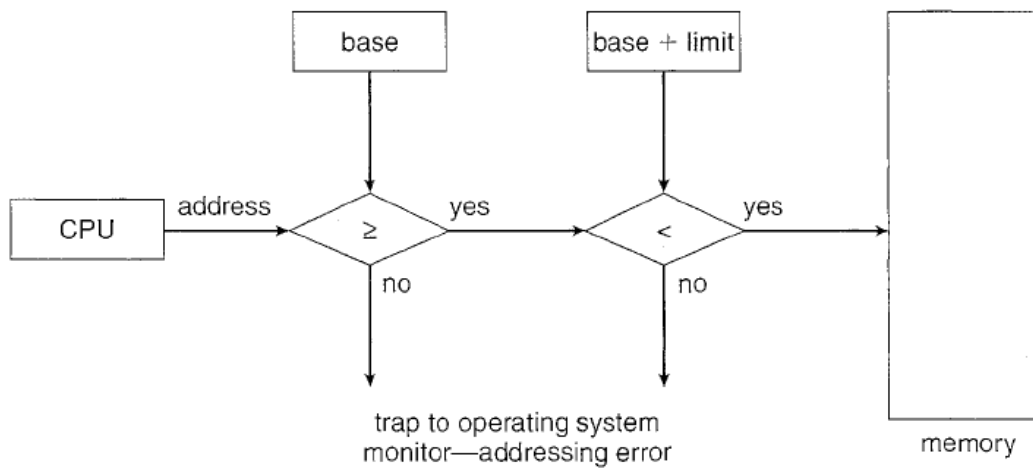 base
base + limit
CPU
address
≥
yes
<
yes
no
no
trap to operating system
monitor—addressing error
memory